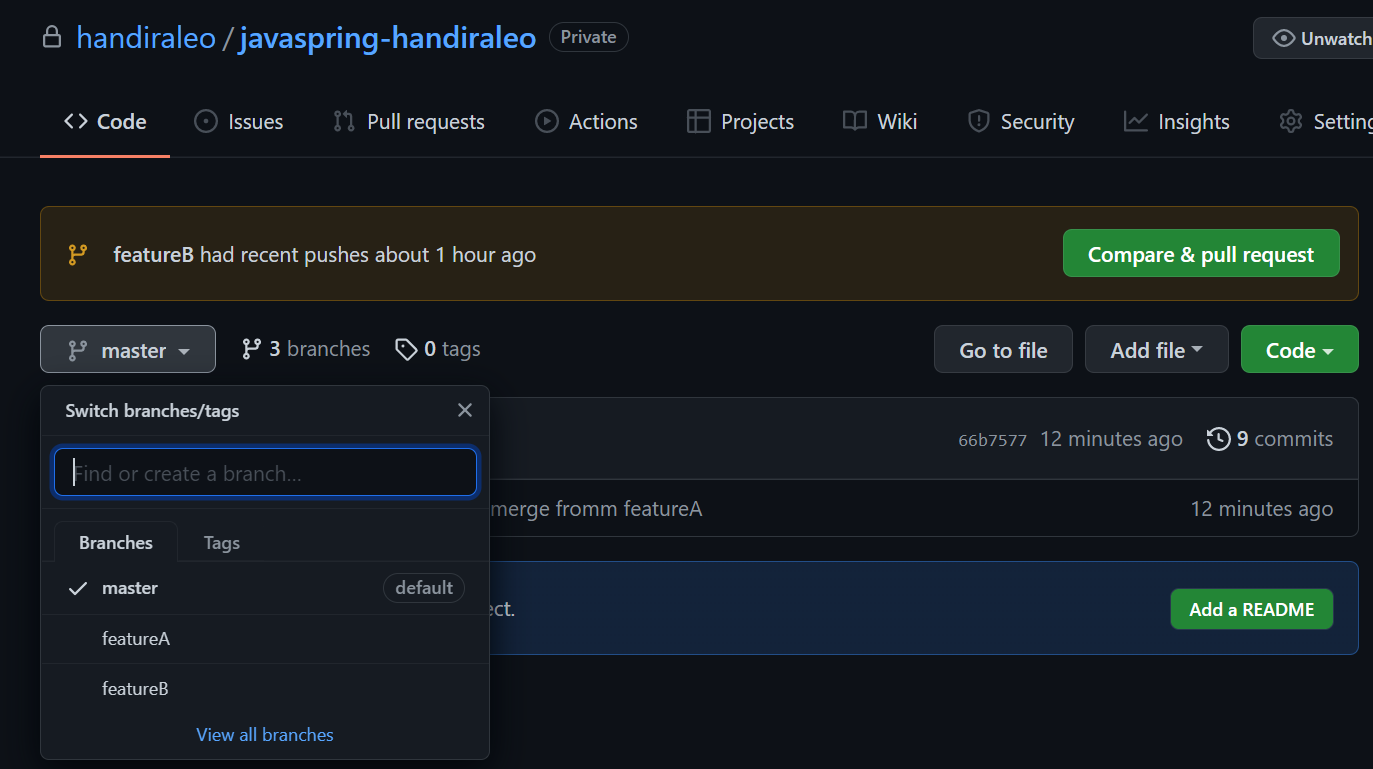 handiraleo / javaspring-handiraleo Private Unwatch
Code Issues Pull requests Actions Projects Wiki Security Insights
featureB had recent pushes about 1 hour ago Compare & pull request
master 3 branches 0 tags Go to file Add file Code
Switch branches/tags
66b7577 12 minutes ago 9 commits
Find or create a branch...
merge fromm featureA 12 minutes ago
Branches Tags
master default
Add a README
featureA
featureB
View all branches